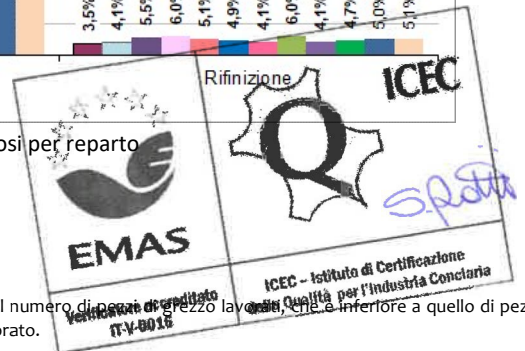 3,5% 4,1% 5,5% 6,0% 5,1% 4,9% 4,1% 6,0% 4,1% 4,7% 5,0% 5,1%
Rifinizione
ICEC
Q
osi per reparto
EMAS
Verificatore accreditato
IT-V-0016
ICEC – Istituto di Certificazione
Qualità per l'Industria Conciaria
l numero di pezzi di grezzo lavorati, che è inferiore a quello di pez
orato.